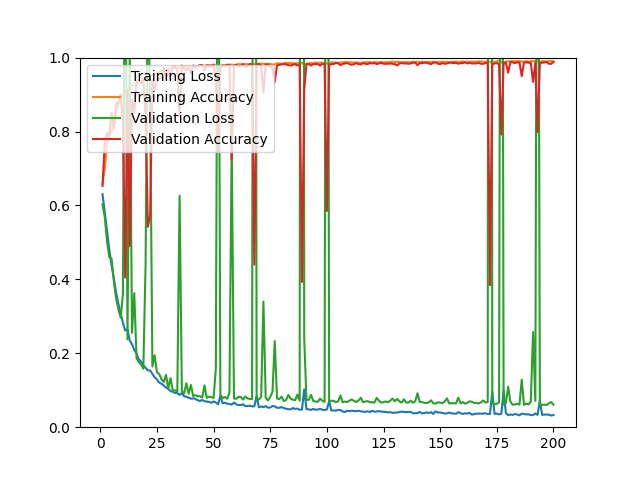 1.0
0.8
0.6
0.4
0.2
0.0
Training Loss
Training Accuracy
Validation Loss
Validation Accuracy
0 25 50 75 100 125 150 175 200